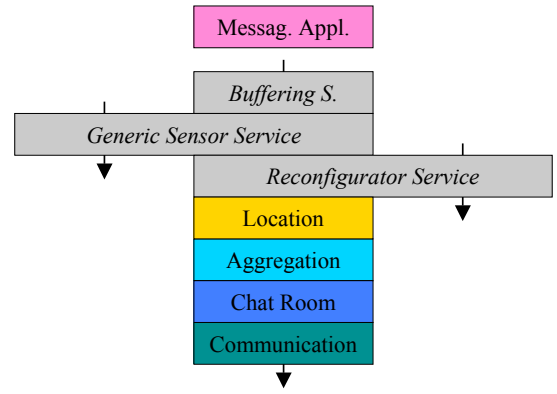 Messag. Appl.
Buffering S.
Generic Sensor Service
Reconfigurator Service
Location
Aggregation
Chat Room
Communication